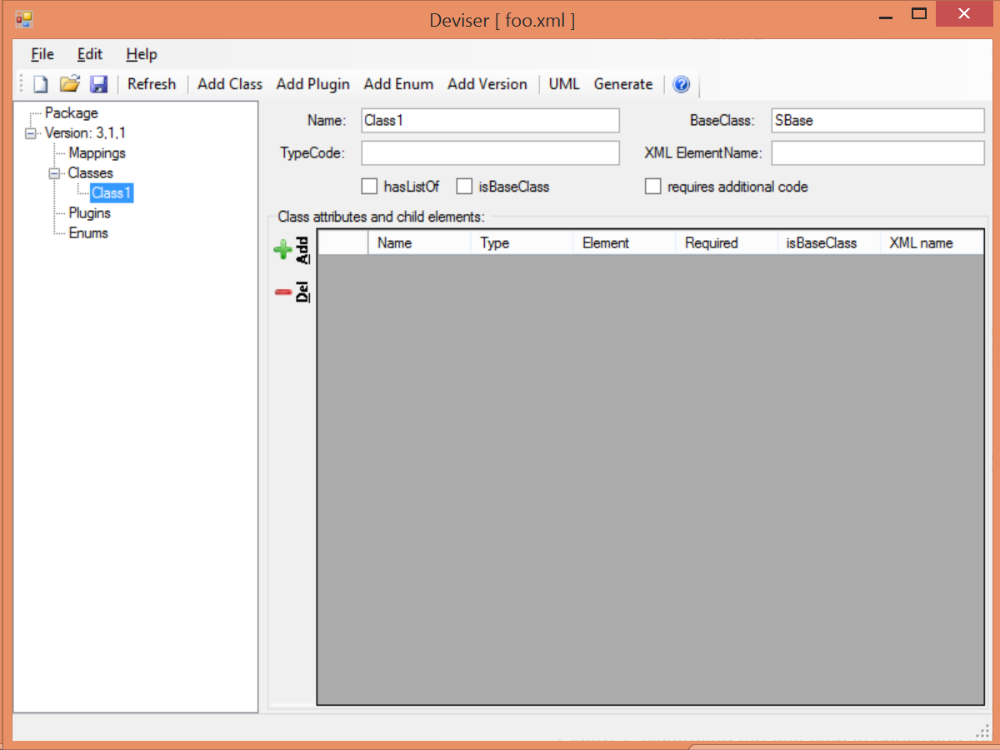 Deviser [ foo.xml ]
File Edit Help
Refresh Add Class Add Plugin Add Enum Add Version UML Generate
Package
Version: 3,1,1
Mappings
Classes
Class1
Plugins
Enums
Name: Class1 BaseClass: SBase
TypeCode: XML ElementName:
hasListOf isBaseClass requires additional code
Class attributes and child elements:
Add
Del
Name Type Element Required isBaseClass XML name